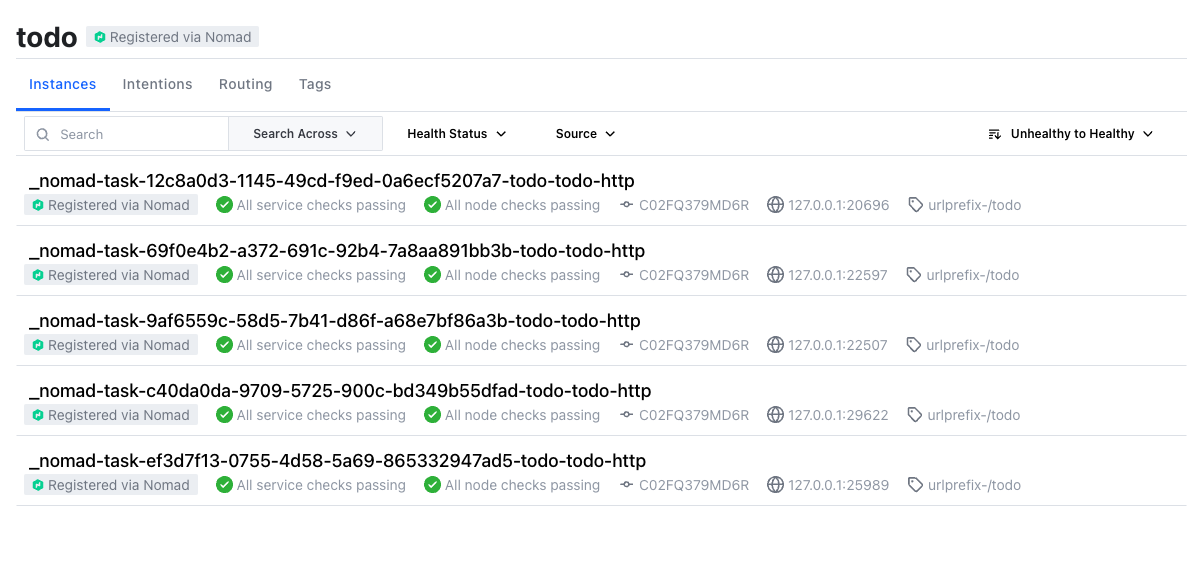 todo Registered via Nomad
Instances Intentions Routing Tags
Search Search Across Health Status Source Unhealthy to Healthy
_nomad-task-12c8a0d3-1145-49cd-f9ed-0a6ecf5207a7-todo-todo-http
Registered via Nomad All service checks passing All node checks passing C02FQ379MD6R 127.0.0.1:20696 urlprefix-/todo
_nomad-task-69f0e4b2-a372-691c-92b4-7a8aa891bb3b-todo-todo-http
Registered via Nomad All service checks passing All node checks passing C02FQ379MD6R 127.0.0.1:22597 urlprefix-/todo
_nomad-task-9af6559c-58d5-7b41-d86f-a68e7bf86a3b-todo-todo-http
Registered via Nomad All service checks passing All node checks passing C02FQ379MD6R 127.0.0.1:22507 urlprefix-/todo
_nomad-task-c40da0da-9709-5725-900c-bd349b55dfad-todo-todo-http
Registered via Nomad All service checks passing All node checks passing C02FQ379MD6R 127.0.0.1:29622 urlprefix-/todo
_nomad-task-ef3d7f13-0755-4d58-5a69-865332947ad5-todo-todo-http
Registered via Nomad All service checks passing All node checks passing C02FQ379MD6R 127.0.0.1:25989 urlprefix-/todo